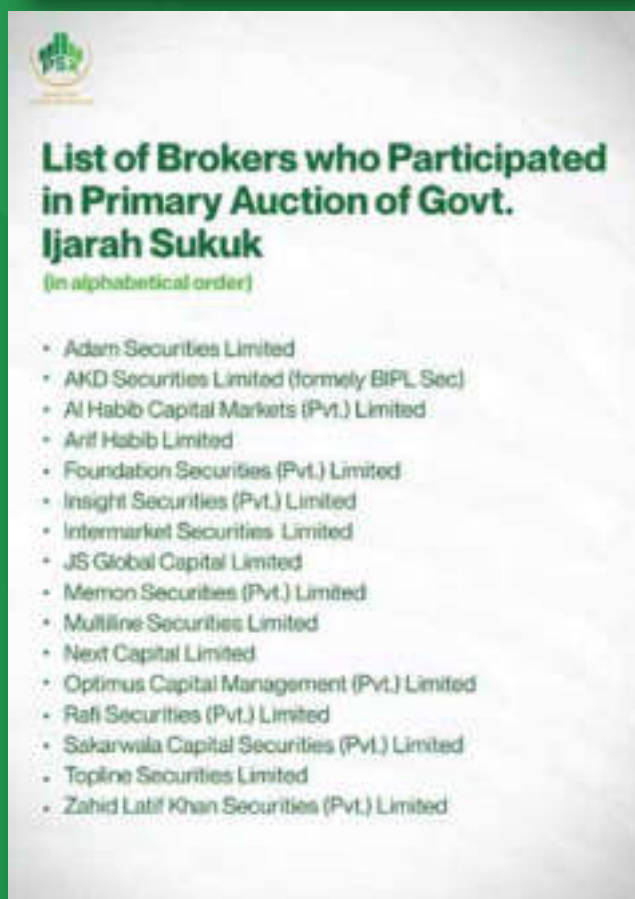 PSX
List of Brokers who Participated
in Primary Auction of Govt.
Ijarah Sukuk
(in alphabetical order)
• Adam Securities Limited
• AKD Securities Limited (formely BIPL Sec)
• Al Habib Capital Markets (Pvt.) Limited
• Arif Habib Limited
• Foundation Securities (Pvt.) Limited
• Insight Securities (Pvt.) Limited
• Intermarket Securities Limited
• JS Global Capital Limited
• Memon Securities (Pvt.) Limited
• Multiline Securities Limited
• Next Capital Limited
• Optimus Capital Management (Pvt.) Limited
• Rafi Securities (Pvt.) Limited
• Sakarwala Capital Securities (Pvt.) Limited
• Topline Securities Limited
• Zahid Latif Khan Securities (Pvt.) Limited